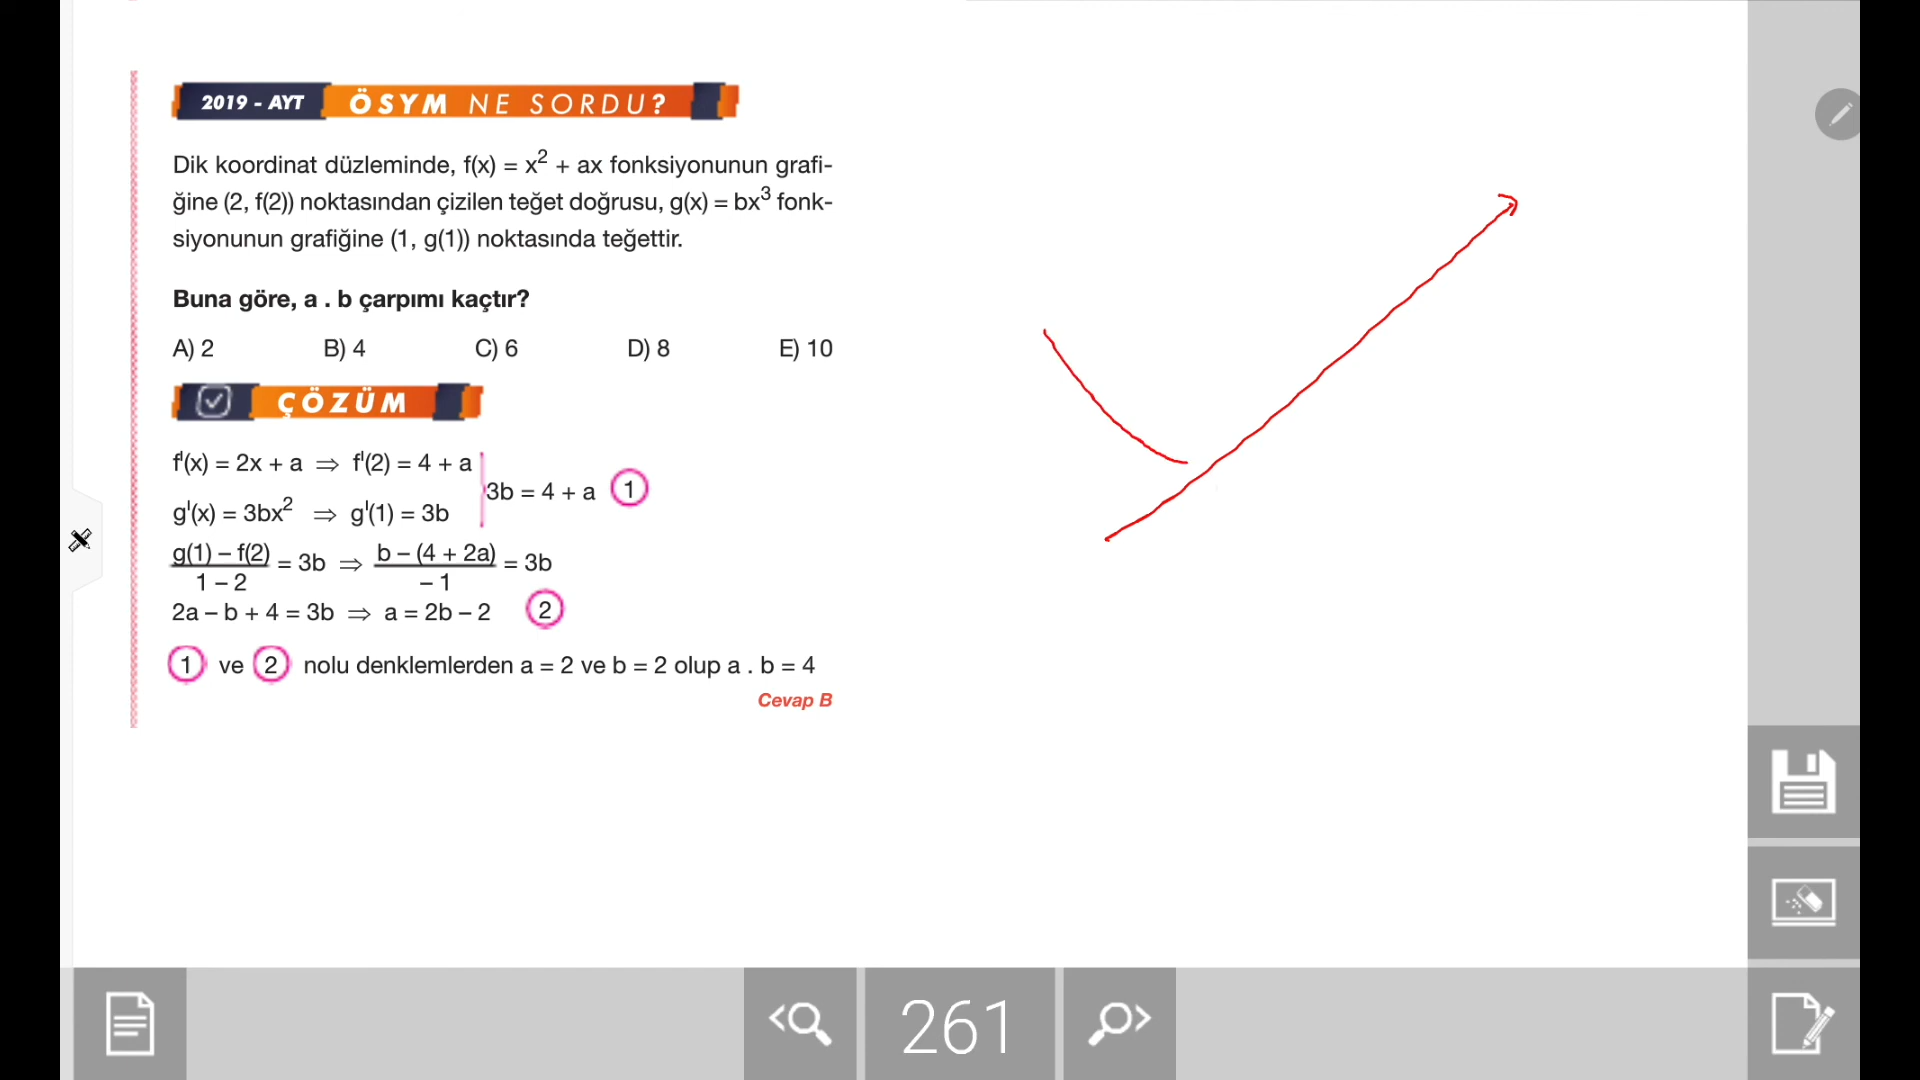 2019 - AYT ÖSYM NE SORDU?
Dik koordinat düzleminde, f(x) = x² + ax fonksiyonunun grafi-
ğine (2, f(2)) noktasından çizilen teğet doğrusu, g(x) = bx³ fonk-
siyonunun grafiğine (1, g(1)) noktasında teğettir.
Buna göre, a . b çarpımı kaçtır?
A) 2 B) 4 C) 6 D) 8 E) 10
ÇÖZÜM
f'(x) = 2x + a ⇒ f'(2) = 4 + a
3b = 4 + a 1
g'(x) = 3bx² ⇒ g'(1) = 3b
g(1) – f(2) / 1 – 2 = 3b ⇒ b – (4 + 2a) / – 1 = 3b
2a – b + 4 = 3b ⇒ a = 2b – 2 2
1 ve 2 nolu denklemlerden a = 2 ve b = 2 olup a . b = 4
Cevap B
261